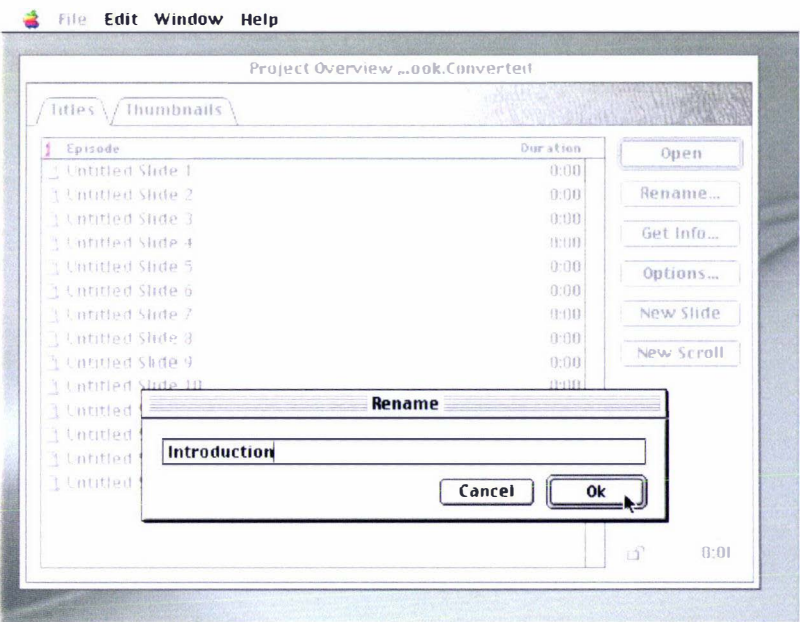 File Edit Window Help
Project Overview „.ook.Converted
Titles Thumbnails
Episode Duration
Untitled Slide 1 0:00
Untitled Slide 2 0:00
Untitled Slide 3 0:00
Untitled Slide 4 0:00
Untitled Slide 5 0:00
Untitled Slide 6 0:00
Untitled Slide 7 0:00
Untitled Slide 8 0:00
Untitled Slide 9 0:00
Untitled Slide 10 0:00
Untitled
Untitled
Untitled
Untitled
Open
Rename...
Get Info...
Options...
New Slide
New Scroll
Rename
Introduction
Cancel Ok
0:01